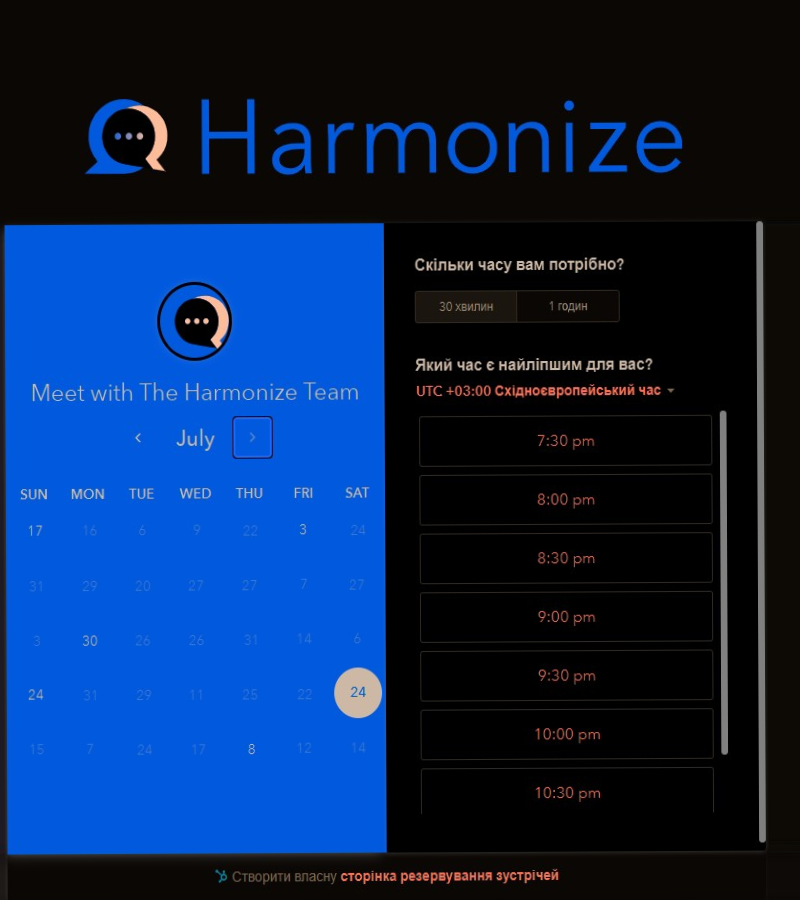 Harmonize
Meet with The Harmonize Team
July
SUN MON TUE WED THU FRI SAT
17 16 6 9 22 3 24
31 29 20 27 27 7 27
3 30 26 26 31 14 6
24 31 29 11 25 22 24
15 7 24 17 8 12 14
Скільки часу вам потрібно?
30 хвилин 1 годин
Який час є найліпшим для вас?
UTC +03:00 Східноєвропейський час
7:30 pm
8:00 pm
8:30 pm
9:00 pm
9:30 pm
10:00 pm
10:30 pm
Створити власну сторінка резервування зустрічей